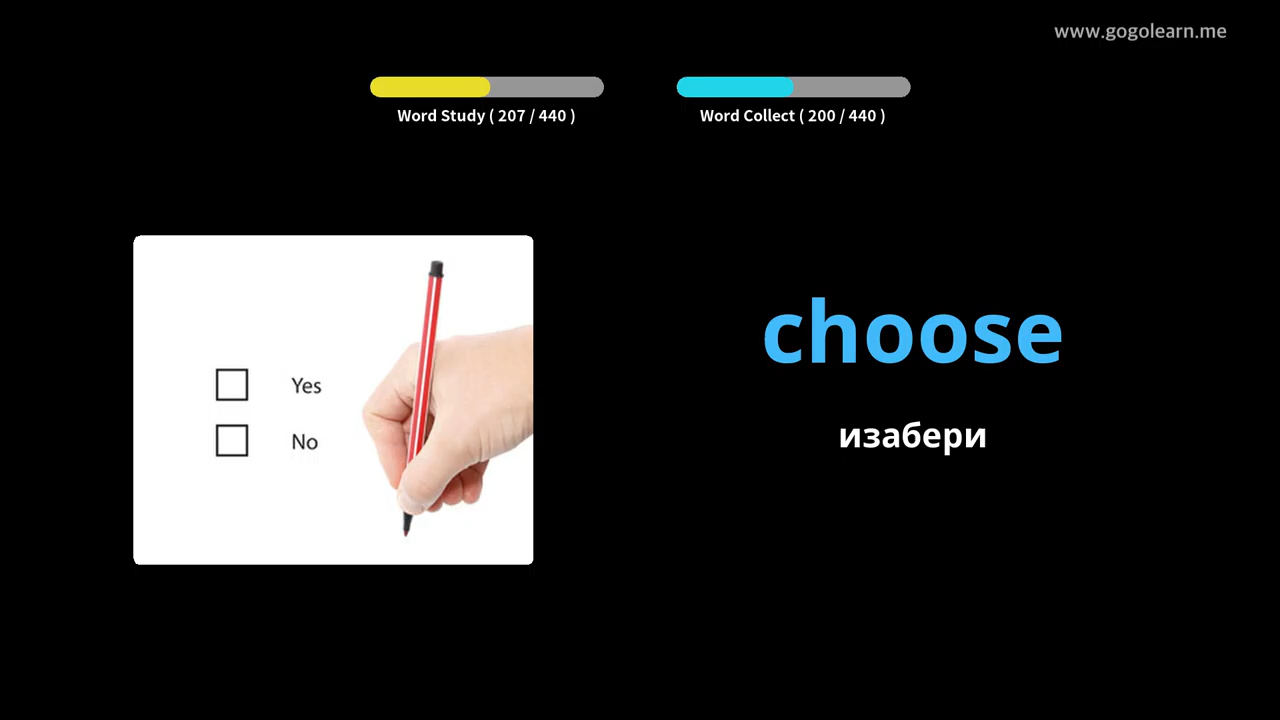 www.gogolearn.me
Word Study ( 207 / 440 )
Word Collect ( 200 / 440 )
Yes
No
choose
изабери